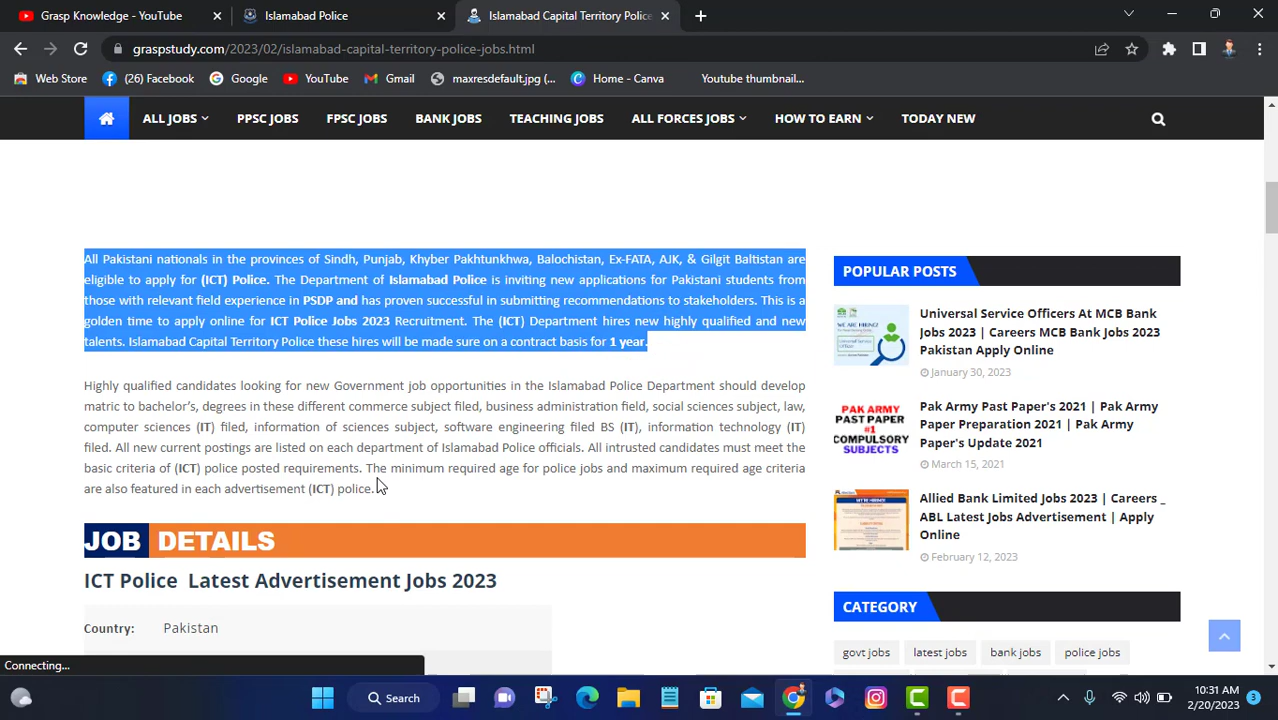 Grasp Knowledge - YouTube
Islamabad Police
Islamabad Capital Territory Police
graspstudy.com/2023/02/islamabad-capital-territory-police-jobs.html
Web Store
(26) Facebook
Google
YouTube
Gmail
maxresdefault.jpg (...
Home - Canva
Youtube thumbnail...
ALL JOBS
PPSC JOBS
FPSC JOBS
BANK JOBS
TEACHING JOBS
ALL FORCES JOBS
HOW TO EARN
TODAY NEW
All Pakistani nationals in the provinces of Sindh, Punjab, Khyber Pakhtunkhwa, Balochistan, Ex-FATA, AJK, & Gilgit Baltistan are
eligible to apply for (ICT) Police. The Department of Islamabad Police is inviting new applications for Pakistani students from
those with relevant field experience in PSDP and has proven successful in submitting recommendations to stakeholders. This is a
golden time to apply online for ICT Police Jobs 2023 Recruitment. The (ICT) Department hires new highly qualified and new
talents. Islamabad Capital Territory Police these hires will be made sure on a contract basis for 1 year.
Highly qualified candidates looking for new Government job opportunities in the Islamabad Police Department should develop
matric to bachelor's, degrees in these different commerce subject filed, business administration field, social sciences subject, law,
computer sciences (IT) filed, information of sciences subject, software engineering filed BS (IT), information technology (IT)
filed. All new current postings are listed on each department of Islamabad Police officials. All intrusted candidates must meet the
basic criteria of (ICT) police posted requirements. The minimum required age for police jobs and maximum required age criteria
are also featured in each advertisement (ICT) police.
JOB DETAILS
ICT Police Latest Advertisement Jobs 2023
Country: Pakistan
POPULAR POSTS
WE ARE HIRING
Universal Service Officers At MCB Bank
Jobs 2023 | Careers MCB Bank Jobs 2023
Pakistan Apply Online
January 30, 2023
PAK ARMY
PAST PAPER
#1
COMPULSORY
SUBJECTS
Pak Army Past Paper's 2021 | Pak Army
Paper Preparation 2021 | Pak Army
Paper's Update 2021
March 15, 2021
Allied Bank Limited Jobs 2023 | Careers _
ABL Latest Jobs Advertisement | Apply
Online
February 12, 2023
CATEGORY
govt jobs
latest jobs
bank jobs
police jobs
Connecting...
Search
10:31 AM
2/20/2023
3